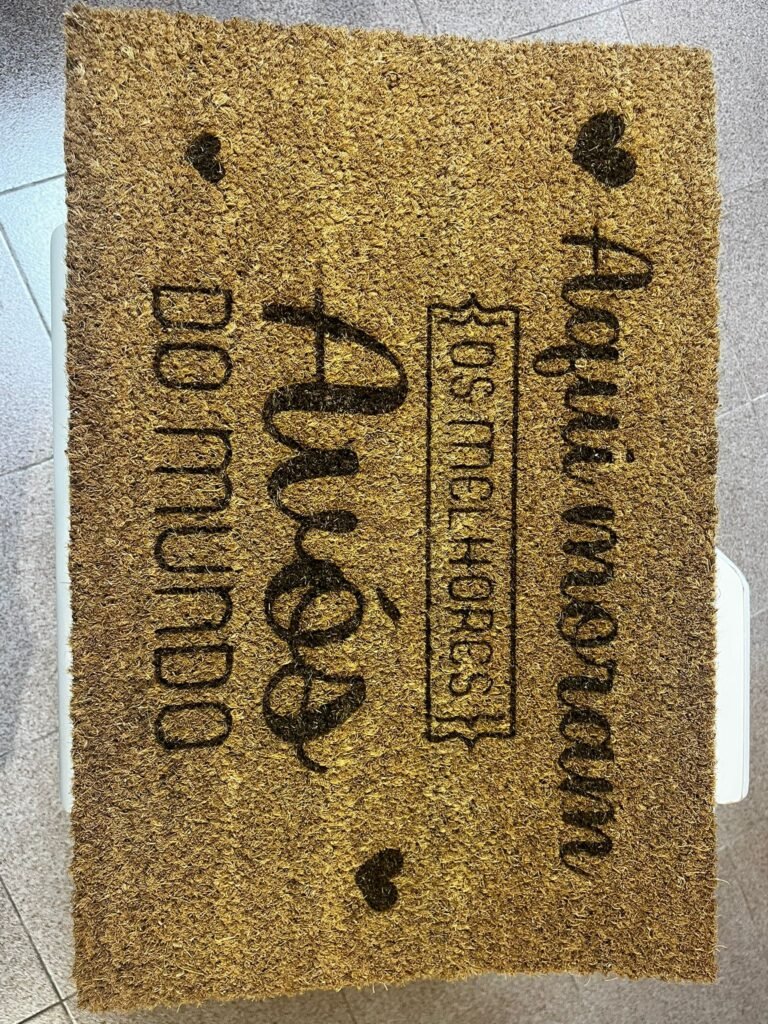 Aqui moram
OS MELHORES
Avós
DO MUNDO